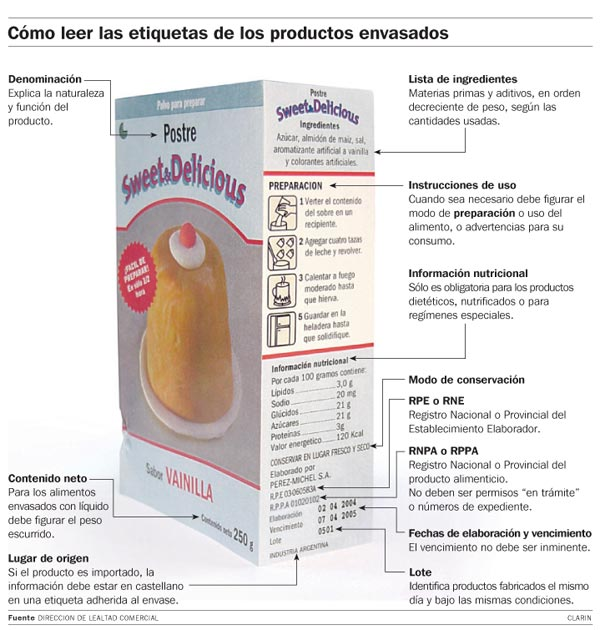 Cómo leer las etiquetas de los productos envasados
Denominación
Explica la naturaleza
y función del
producto.
Contenido neto
Para los alimentos
envasados con líquido
debe figurar el peso
escurrido.
Lugar de origen
Si el producto es importado, la
información debe estar en castellano
en una etiqueta adherida al envase.
Polvo para preparar
Postre
Sweet&Delicious
¡FACIL DE
PREPARAR!
En sólo 1/2
hora
Sabor VAINILLA
Contenido neto 250 g
Postre
Sweet&Delicious
Ingredientes
Azúcar, almidón de maíz, sal,
aromatizante artificial a vainilla
y colorantes artificiales.
PREPARACION
1 Verter el contenido
del sobre en un
recipiente.
2 Agregar cuatro tazas
de leche y revolver.
3 Calentar a fuego
moderado hasta
que hierva.
5 Guardar en la
heladera hasta
que solidifique.
Información nutricional
Por cada 100 gramos contiene:
Lípidos 3,0 g
Sodio 20 mg
Glúcidos 21 g
Azúcares 21 g
Proteínas 3g
Valor energético 120 Kcal
CONSERVAR EN LUGAR FRESCO Y SECO
Elaborado por
PEREZ-MICHEL S.A.
R.P.E 03-060583A
R.P.P.A 01020102
Elaboración 02 04 2004
Vencimiento 07 04 2005
Lote 0501
INDUSTRIA ARGENTINA
Lista de ingredientes
Materias primas y aditivos, en orden
decreciente de peso, según las
cantidades usadas.
Instrucciones de uso
Cuando sea necesario debe figurar el
modo de preparación o uso del
alimento, o advertencias para su
consumo.
Información nutricional
Sólo es obligatoria para los productos
dietéticos, nutrificados o para
regímenes especiales.
Modo de conservación
RPE o RNE
Registro Nacional o Provincial del
Establecimiento Elaborador.
RNPA o RPPA
Registro Nacional o Provincial del
producto alimenticio.
No deben ser permisos “en trámite”
o números de expediente.
Fechas de elaboración y vencimiento
El vencimiento no debe ser inminente.
Lote
Identifica productos fabricados el mismo
día y bajo las mismas condiciones.
Fuente DIRECCION DE LEALTAD COMERCIAL
CLARIN